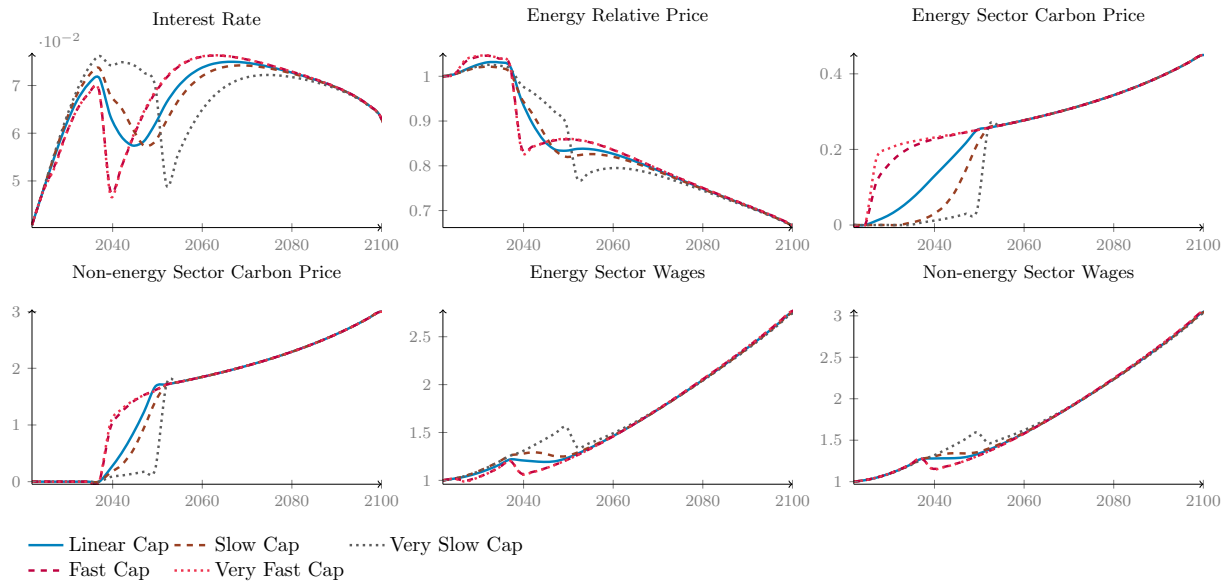 Interest Rate
Energy Relative Price
Energy Sector Carbon Price
·10−2
7
6
5
2040 2060 2080 2100
1
0.9
0.8
0.7
2040 2060 2080 2100
0.4
0.2
0
2040 2060 2080 2100
Non-energy Sector Carbon Price
Energy Sector Wages
Non-energy Sector Wages
3
2
1
0
2040 2060 2080 2100
2.5
2
1.5
1
2040 2060 2080 2100
3
2.5
2
1.5
1
2040 2060 2080 2100
Linear Cap Slow Cap Very Slow Cap
Fast Cap Very Fast Cap